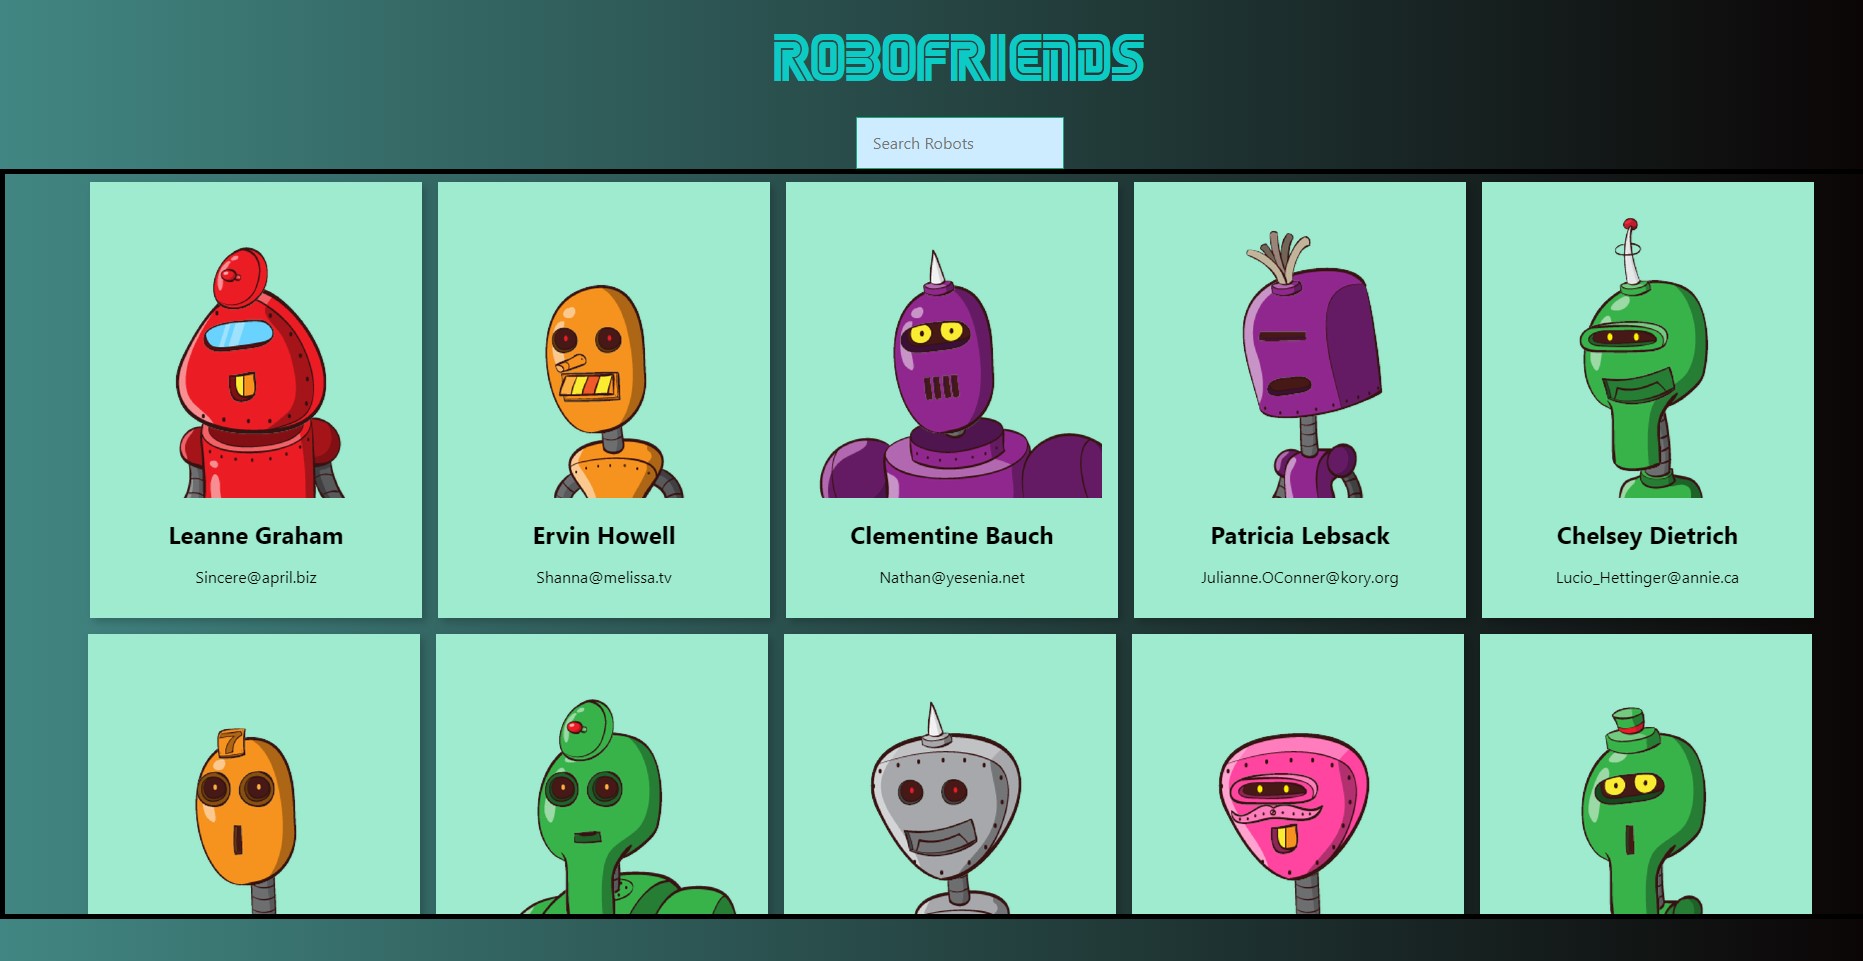 ROBOFRIENDS
Search Robots
Leanne Graham
Sincere@april.biz
Ervin Howell
Shanna@melissa.tv
Clementine Bauch
Nathan@yesenia.net
Patricia Lebsack
Julianne.OConner@kory.org
Chelsey Dietrich
Lucio_Hettinger@annie.ca
7